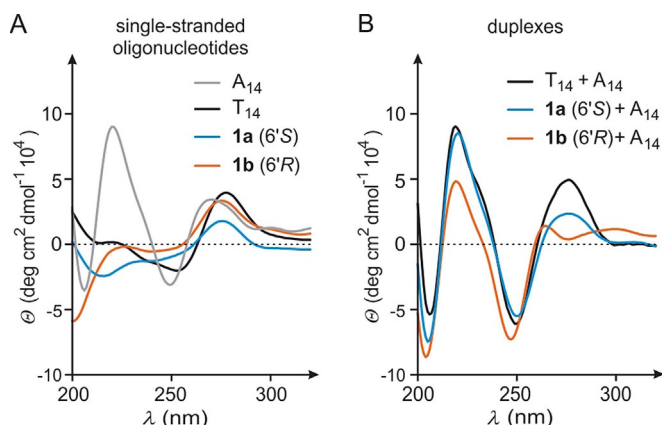 A
single-stranded
oligonucleotides
A14
T14
1a (6'S)
1b (6'R)
10
5
0
-5
-10
Θ (deg cm2 dmol-1 104)
200
250
300
λ (nm)
B
duplexes
T14 + A14
1a (6'S) + A14
1b (6'R)+ A14
10
5
0
-5
-10
Θ (deg cm2 dmol-1 104)
200
250
300
λ (nm)